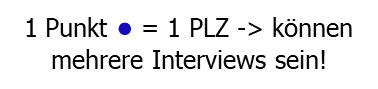 1 Punkt ● = 1 PLZ -> können
mehrere Interviews sein!